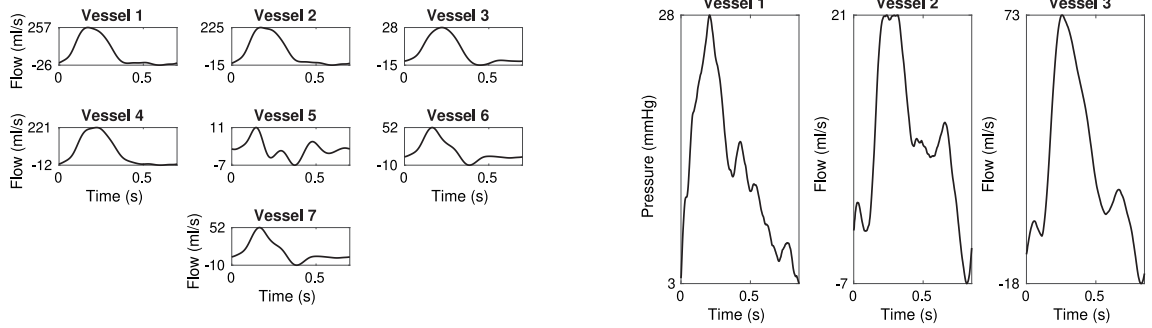 Vessel 1 Vessel 2 Vessel 3
Flow (ml/s) 257 -26 0 0.5
225 -15 0 0.5
28 -15 0 0.5
Vessel 4 Vessel 5 Vessel 6
Flow (ml/s) 221 -12 0 0.5 Time (s)
11 -7 0 0.5
52 -10 0 0.5 Time (s)
Vessel 7
Flow (ml/s) 52 -10 0 0.5 Time (s)
Vessel 1 Vessel 2 Vessel 3
Pressure (mmHg) 28 3 0 0.5 Time (s)
Flow (ml/s) 21 -7 0 0.5 Time (s)
Flow (ml/s) 73 -18 0 0.5 Time (s)